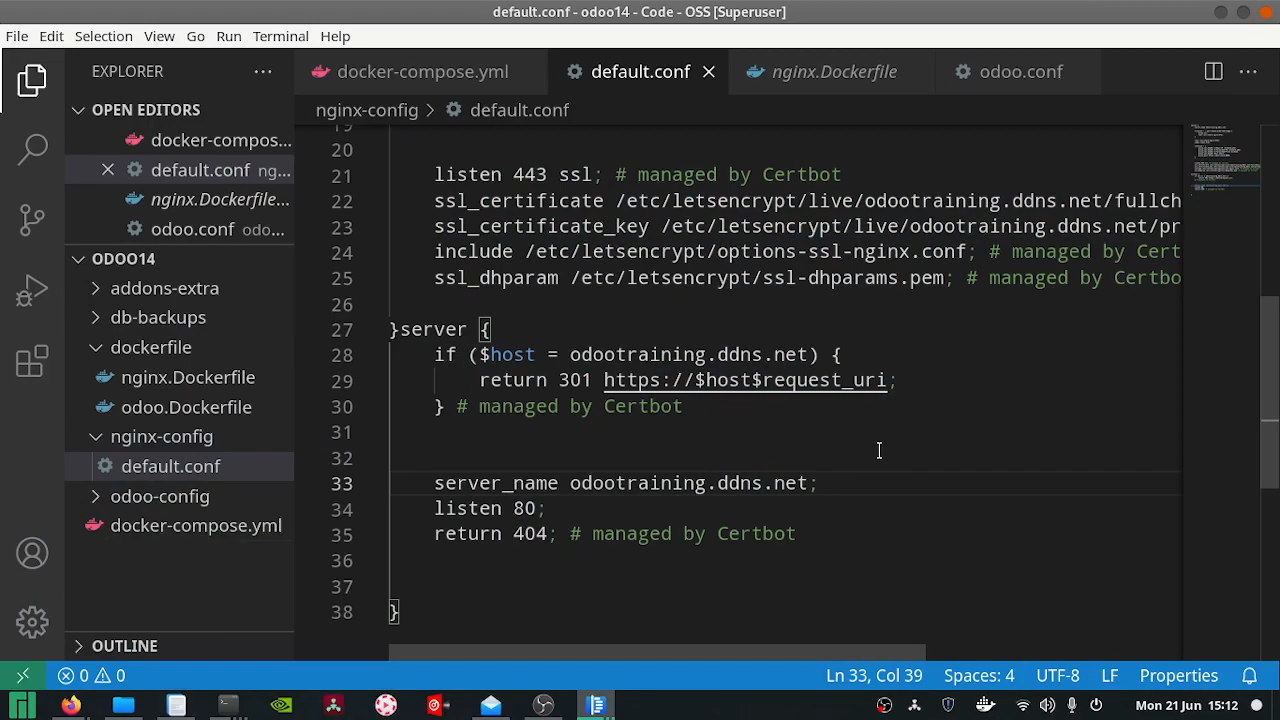 default.conf - odoo14 - Code - OSS [Superuser]
File Edit Selection View Go Run Terminal Help
EXPLORER
docker-compose.yml default.conf nginx.Dockerfile odoo.conf
OPEN EDITORS
nginx-config > default.conf
docker-compos...
default.conf ng...
nginx.Dockerfile...
odoo.conf odo...
ODOO14
addons-extra
db-backups
dockerfile
nginx.Dockerfile
odoo.Dockerfile
nginx-config
default.conf
odoo-config
docker-compose.yml
OUTLINE
19
20
21 listen 443 ssl; # managed by Certbot
22 ssl_certificate /etc/letsencrypt/live/odootraining.ddns.net/fullch
23 ssl_certificate_key /etc/letsencrypt/live/odootraining.ddns.net/pr
24 include /etc/letsencrypt/options-ssl-nginx.conf; # managed by Cert
25 ssl_dhparam /etc/letsencrypt/ssl-dhparams.pem; # managed by Certbo
26
27 }server {
28 if ($host = odootraining.ddns.net) {
29 return 301 https://$host$request_uri;
30 } # managed by Certbot
31
32
33 server_name odootraining.ddns.net;
34 listen 80;
35 return 404; # managed by Certbot
36
37
38 }
0 0 Ln 33, Col 39 Spaces: 4 UTF-8 LF Properties
Mon 21 Jun 15:12